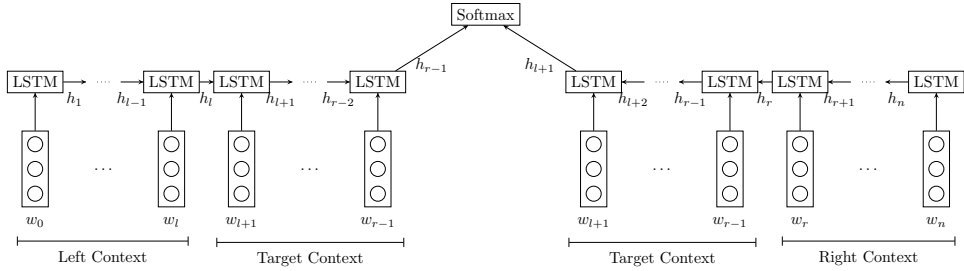 Softmax
h_{r-1} h_{l+1}
LSTM LSTM LSTM LSTM LSTM LSTM LSTM LSTM
h_1 h_{l-1} h_l h_{l+1} h_{r-2} h_{l+2} h_{r-1} h_r h_{r+1} h_n
w_0 w_l w_{l+1} w_{r-1} w_{l+1} w_{r-1} w_r w_n
Left Context Target Context Target Context Right Context